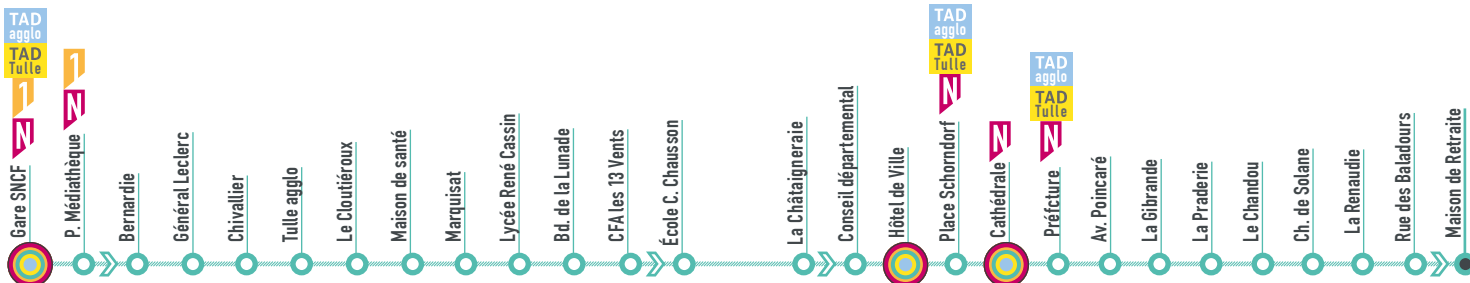 TAD
agglo
TAD
Tulle
1
N
Gare SNCF
1
N
P. Médiathèque
Bernardie
Général Leclerc
Chivallier
Tulle agglo
Le Cloutiéroux
Maison de santé
Marquisat
Lycée René Cassin
Bd. de la Lunade
CFA les 13 Vents
École C. Chausson
La Châtaigneraie
Conseil départemental
Hôtel de Ville
TAD
agglo
TAD
Tulle
N
Place Schorndorf
N
Cathédrale
TAD
agglo
TAD
Tulle
N
Préfcture
Av. Poincaré
La Gibrande
La Praderie
Le Chandou
Ch. de Solane
La Renaudie
Rue des Baladours
Maison de Retraite